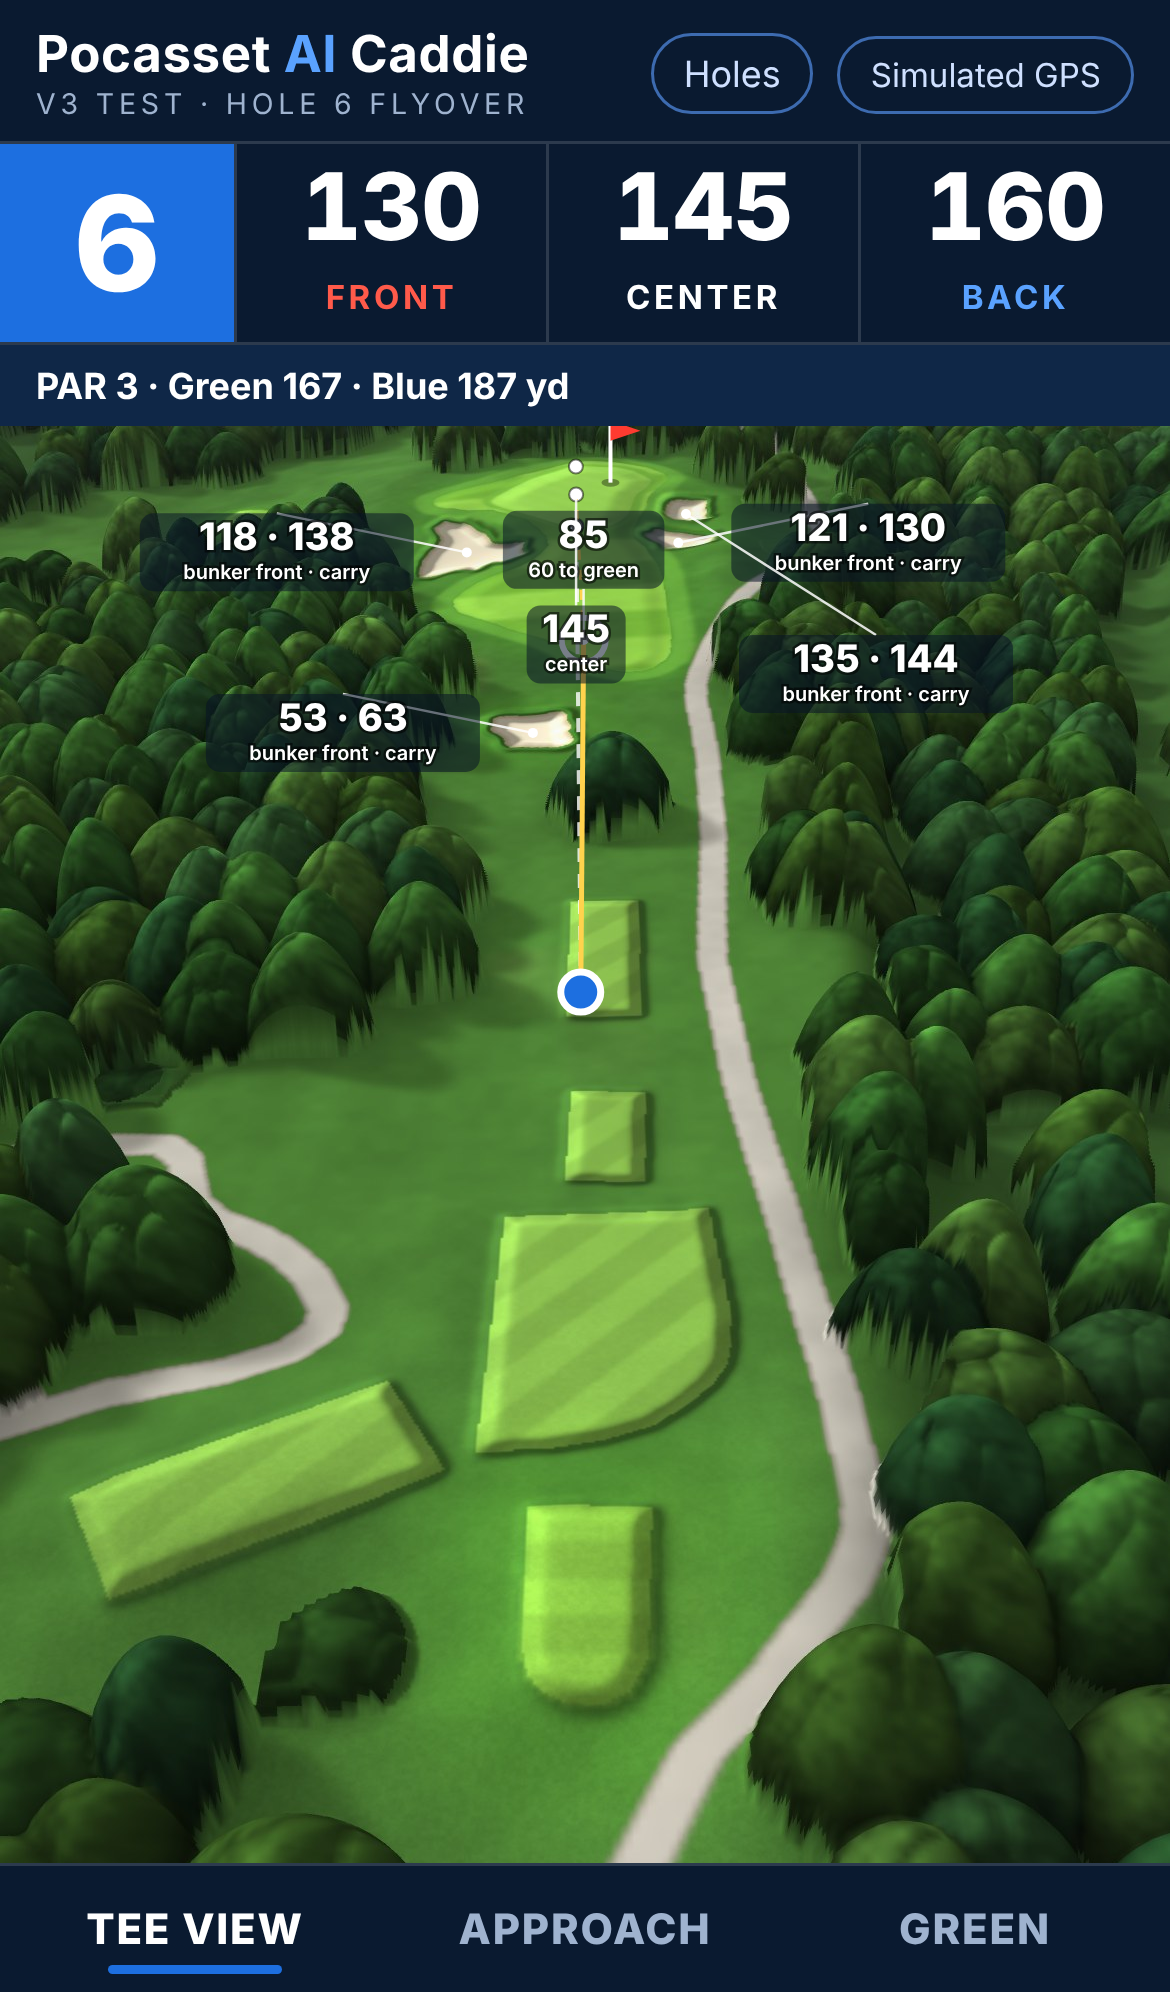 Pocasset AI Caddie
V3 TEST · HOLE 6 FLYOVER
Holes
Simulated GPS
6
130
FRONT
145
CENTER
160
BACK
PAR 3 · Green 167 · Blue 187 yd
118 · 138
bunker front · carry
85
60 to green
121 · 130
bunker front · carry
145
center
135 · 144
bunker front · carry
53 · 63
bunker front · carry
TEE VIEW
APPROACH
GREEN